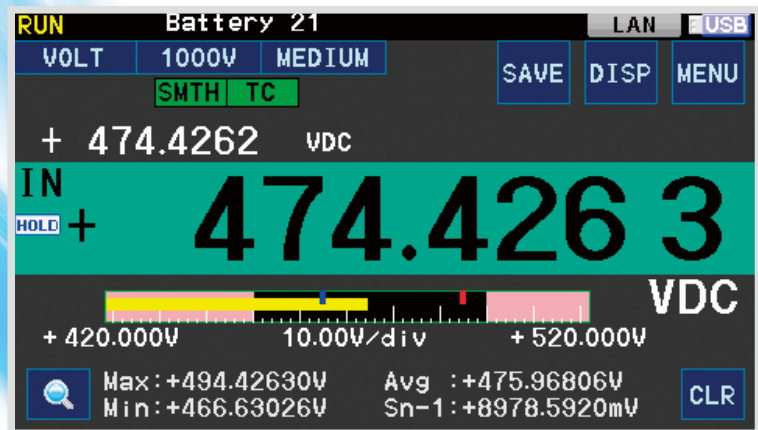 RUN Battery 21 LAN USB
VOLT 1000V MEDIUM SAVE DISP MENU
SMTH TC
+ 474.4262 VDC
IN
HOLD + 474.426 3
VDC
+ 420.000V 10.00V/div + 520.000V
Max:+494.42630V Avg :+475.96806V
Min:+466.63026V Sn-1:+8978.5920mV CLR